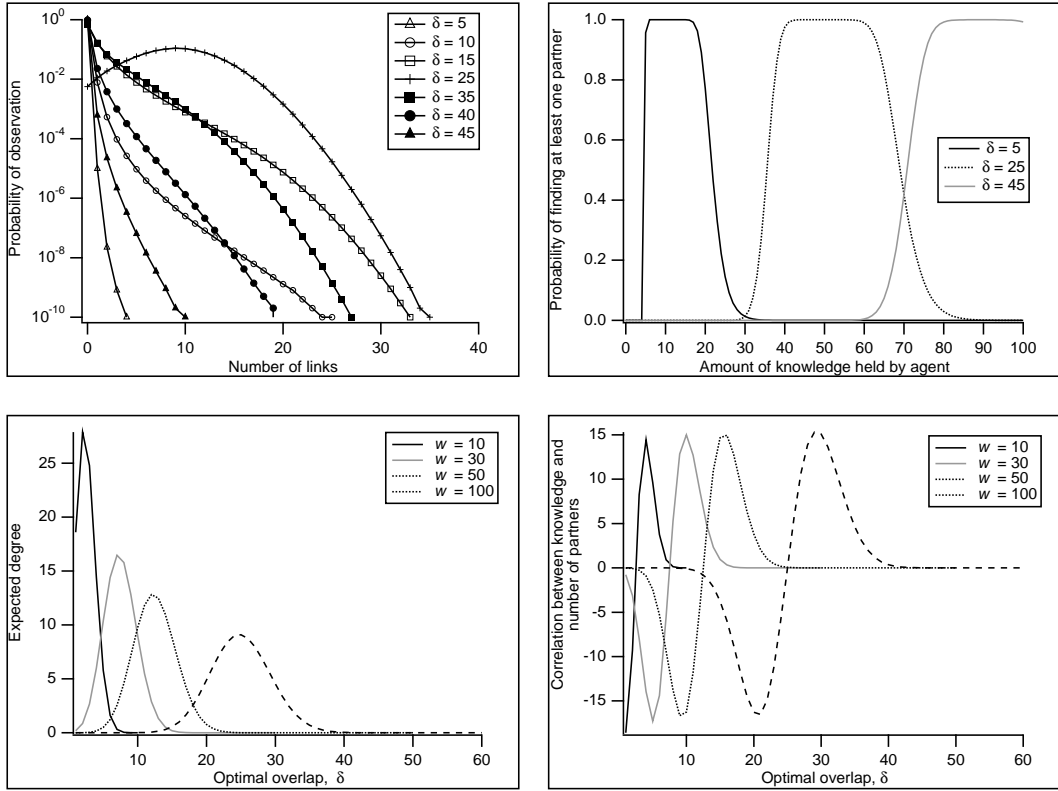 Probability of observation
10^0
10^-2
10^-4
10^-6
10^-8
10^-10
0
10
20
30
40
Number of links
δ = 5
δ = 10
δ = 15
δ = 25
δ = 35
δ = 40
δ = 45
Probability of finding at least one partner
1.0
0.8
0.6
0.4
0.2
0.0
0 10 20 30 40 50 60 70 80 90 100
Amount of knowledge held by agent
δ = 5
δ = 25
δ = 45
Expected degree
25
20
15
10
5
0
10 20 30 40 50 60
Optimal overlap, δ
w = 10
w = 30
w = 50
w = 100
Correlation between knowledge and
number of partners
15
10
5
0
-5
-10
-15
10 20 30 40 50 60
Optimal overlap, δ
w = 10
w = 30
w = 50
w = 100